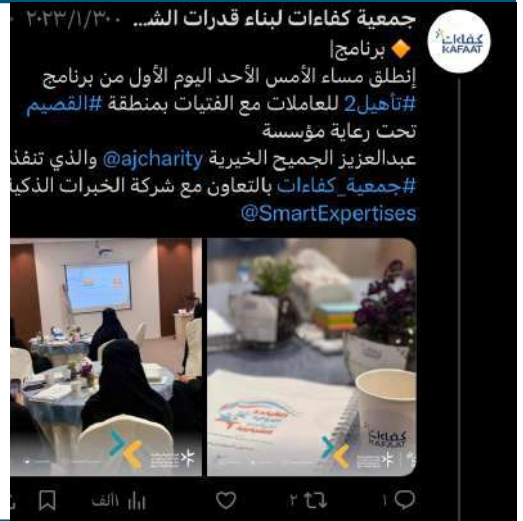 جمعية كفاءات لبناء قدرات الشـ... ٢٠٢٣/١/٣٠
برنامج|
إنطلق مساء الأمس الأحد اليوم الأول من برنامج
#تأهيل2 للعاملات مع الفتيات بمنطقة #القصيم
تحت رعاية مؤسسة
عبدالعزيز الجميح الخيرية @ajcharity والذي تنفذ
#جمعية_كفاءات بالتعاون مع شركة الخبرات الذكية
@SmartExpertises
كفاءات
KAFAAT
كفاءات
KAFAAT
١
٢
١ألف